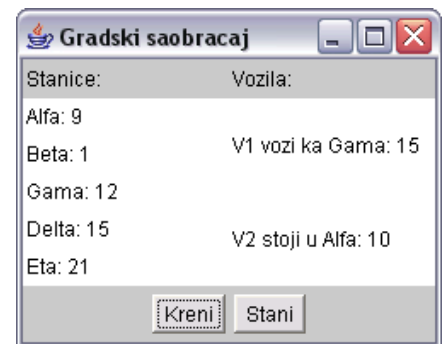 Gradski saobracaj
Stanice: Vozila:
Alfa: 9
Beta: 1
Gama: 12
Delta: 15
Eta: 21
V1 vozi ka Gama: 15
V2 stoji u Alfa: 10
Kreni Stani